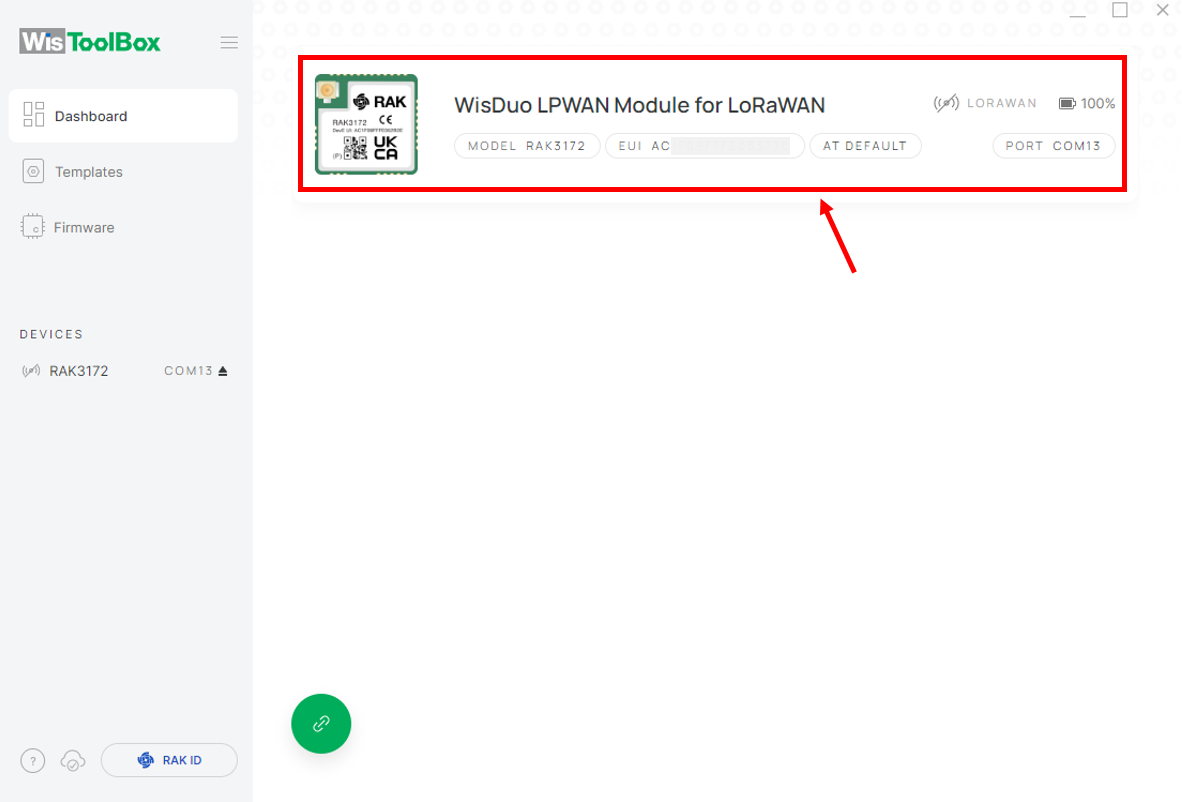 WisToolBox
Dashboard
Templates
Firmware
DEVICES
RAK3172 COM13
? RAK ID
RAK
RAK3172 CE
UK
CA
(P)
WisDuo LPWAN Module for LoRaWAN
LORAWAN 100%
MODEL RAK3172 EUI AC AT DEFAULT PORT COM13